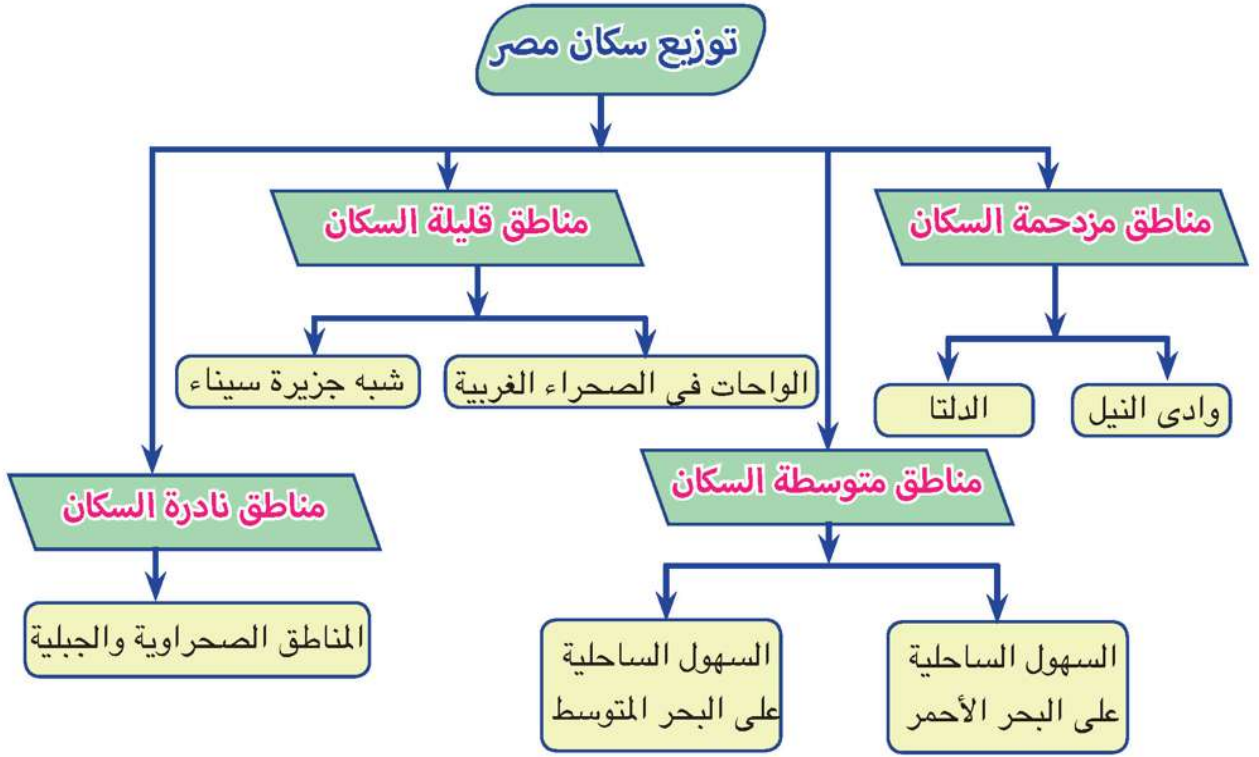 توزيع سكان مصر
مناطق مزدحمة السكان
وادى النيل
الدلتا
مناطق متوسطة السكان
السهول الساحلية
على البحر الأحمر
السهول الساحلية
على البحر المتوسط
مناطق قليلة السكان
الواحات فى الصحراء الغربية
شبه جزيرة سيناء
مناطق نادرة السكان
المناطق الصحراوية والجبلية